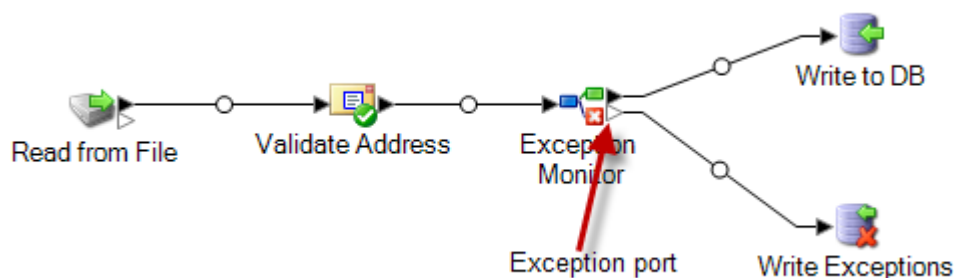 Read from File
Validate Address
Exception
Monitor
Write to DB
Exception port
Write Exceptions